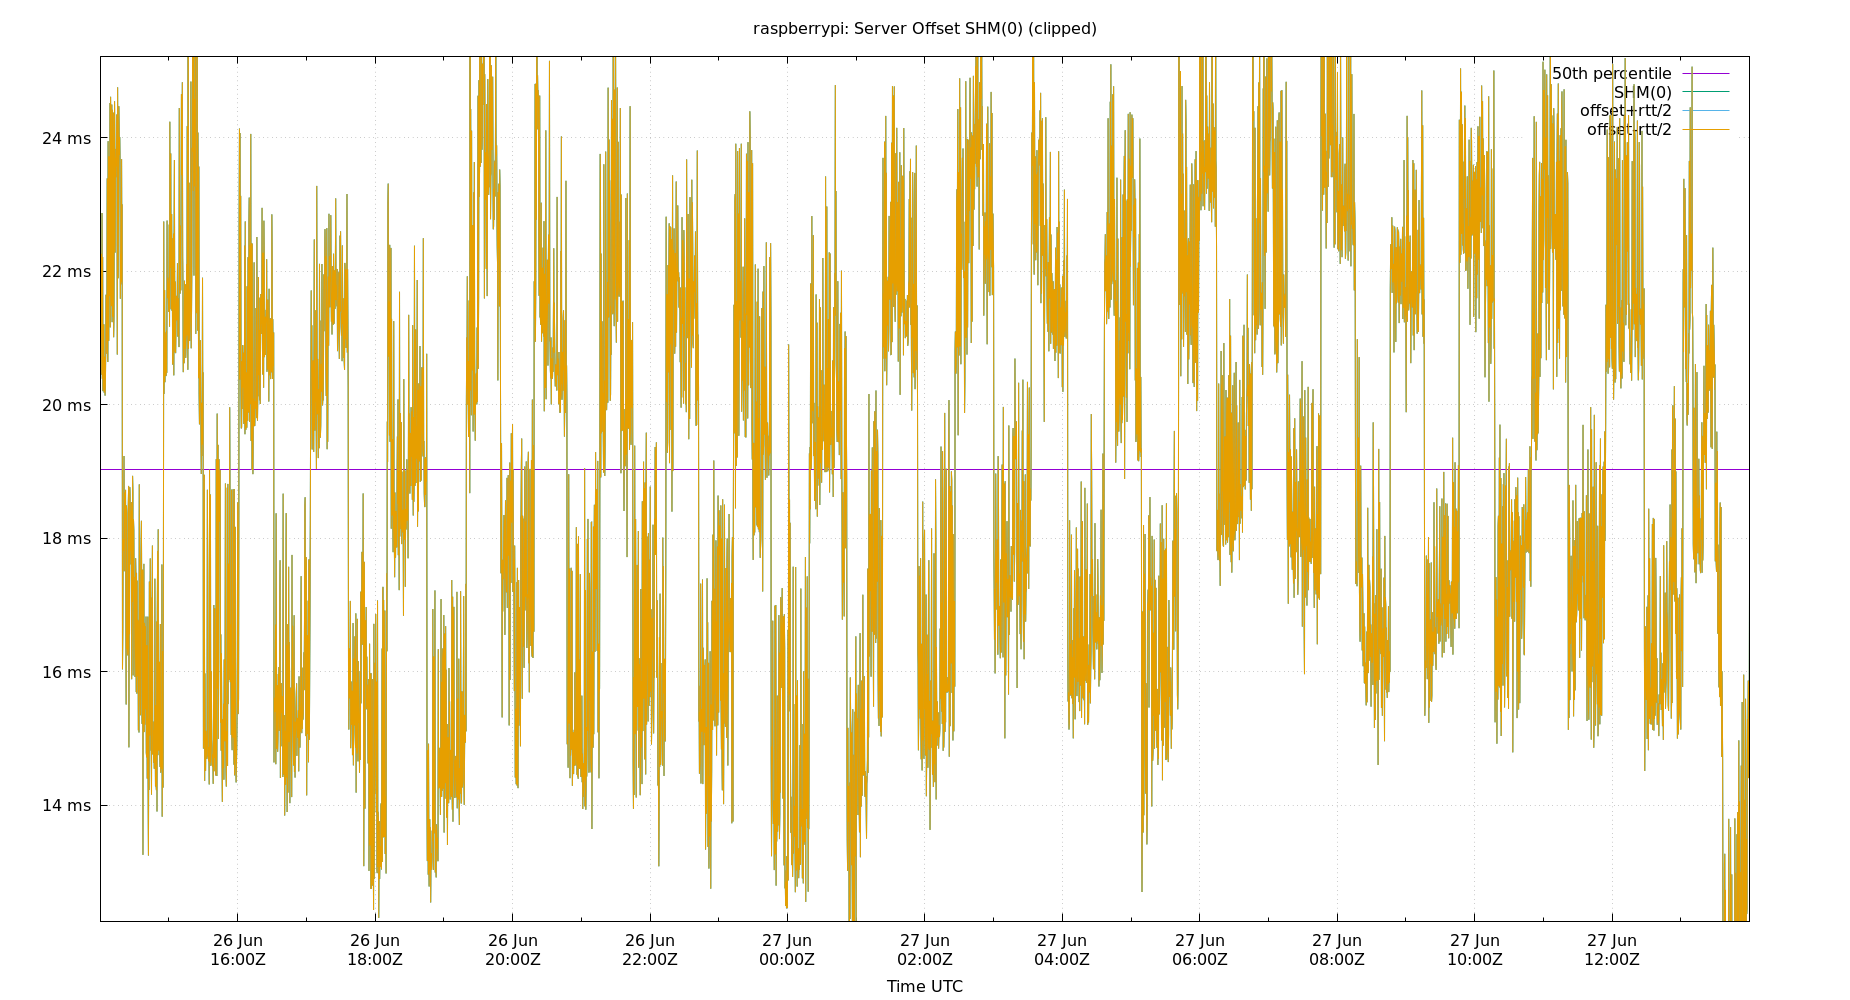 raspberrypi: Server Offset SHM(0) (clipped)
50th percentile
SHM(0)
offset+rtt/2
offset-rtt/2
24 ms
22 ms
20 ms
18 ms
16 ms
14 ms
26 Jun 26 Jun 26 Jun 26 Jun 27 Jun 27 Jun 27 Jun 27 Jun 27 Jun 27 Jun 27 Jun
16:00Z 18:00Z 20:00Z 22:00Z 00:00Z 02:00Z 04:00Z 06:00Z 08:00Z 10:00Z 12:00Z
Time UTC